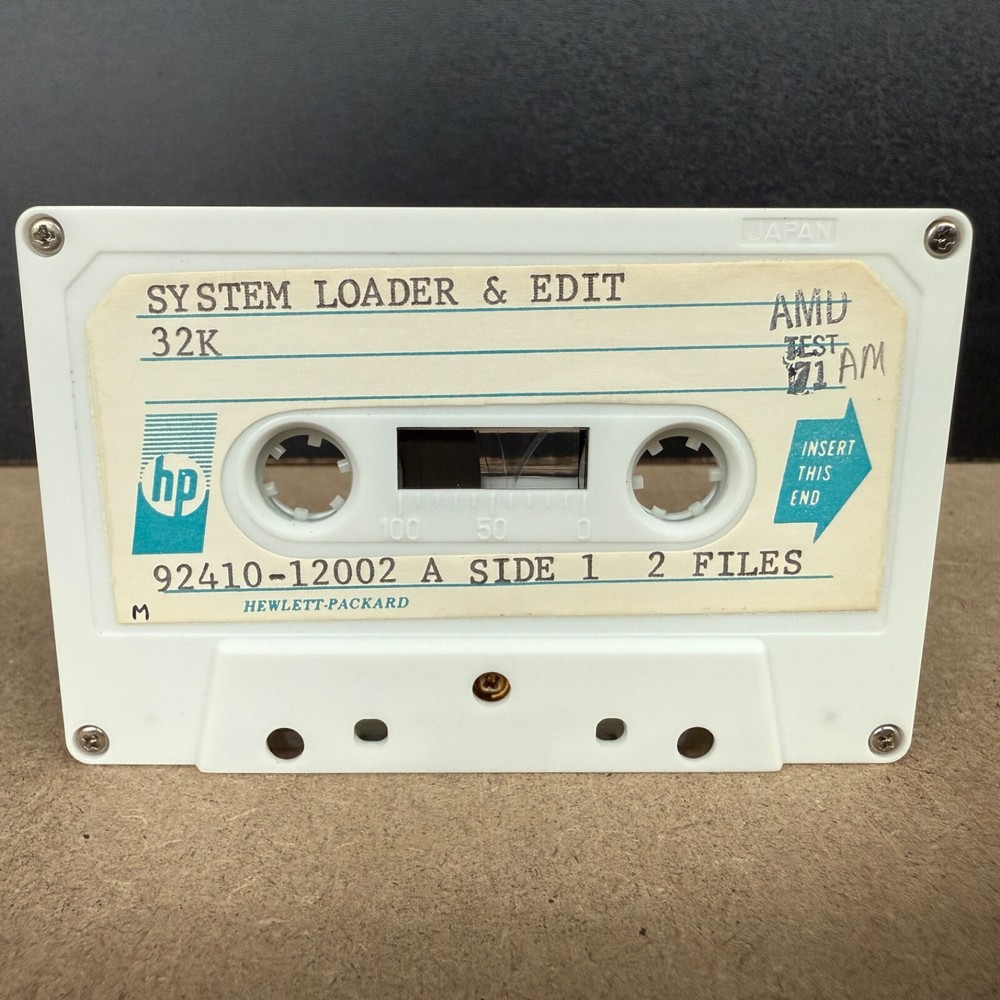 JAPAN
SYSTEM LOADER & EDIT
32K
AMD
TEST
71 AM
hp
INSERT
THIS
END
100 50 0
92410-12002 A SIDE 1 2 FILES
M
HEWLETT-PACKARD